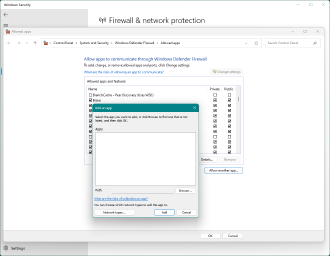 Windows Security
Firewall & network protection
Allowed apps
Control Panel > System and Security > Windows Defender Firewall > Allowed apps
Search Control Panel
Allow apps to communicate through Windows Defender Firewall
To add, change, or remove allowed apps and ports, click Change settings.
What are the risks of allowing an app to communicate?
Change settings
Allowed apps and features:
Name Private Public
BranchCache - Peer Discovery (Uses WSD)
Add an app
Select the app you want to add, or click Browse to find one that is not
listed, and then click OK.
Apps:
Details...
Remove
Allow another app...
Path:
Browse...
What are the risks of unblocking an app?
You can choose which network types to add this app to.
Network types...
Add
Cancel
OK
Cancel
Settings